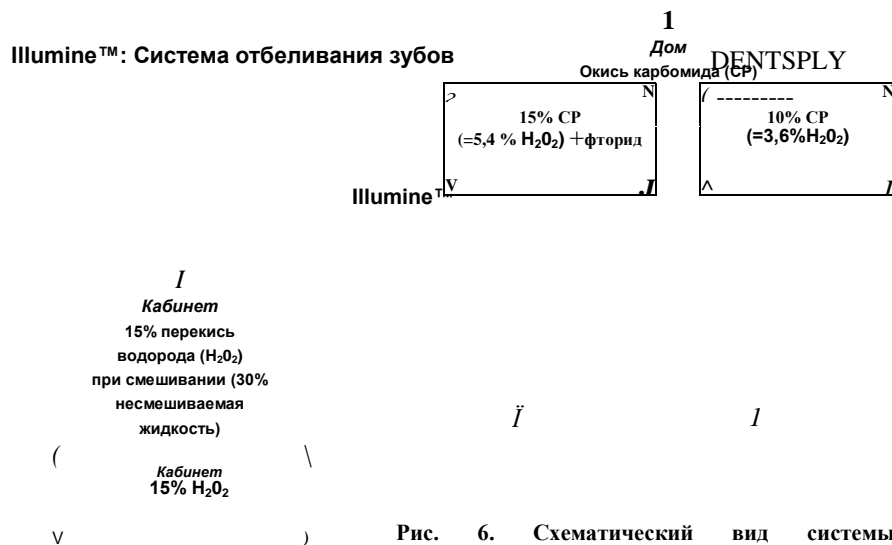 1
Illumine™: Система отбеливания зубов
Дом
DENTSPLY
Окись карбомида (СР)
? N
15% СР
(=5,4 % H₂0₂) +фторид
V .I
( --------- N
10% СР
(=3,6%H₂0₂)
^ 1
Illumine™
I
Кабинет
15% перекись
водорода (H₂0₂)
при смешивании (30%
несмешиваемая
жидкость)
Ï 1
( \
Кабинет
15% H₂0₂
V )
Рис. 6. Схематический вид системы